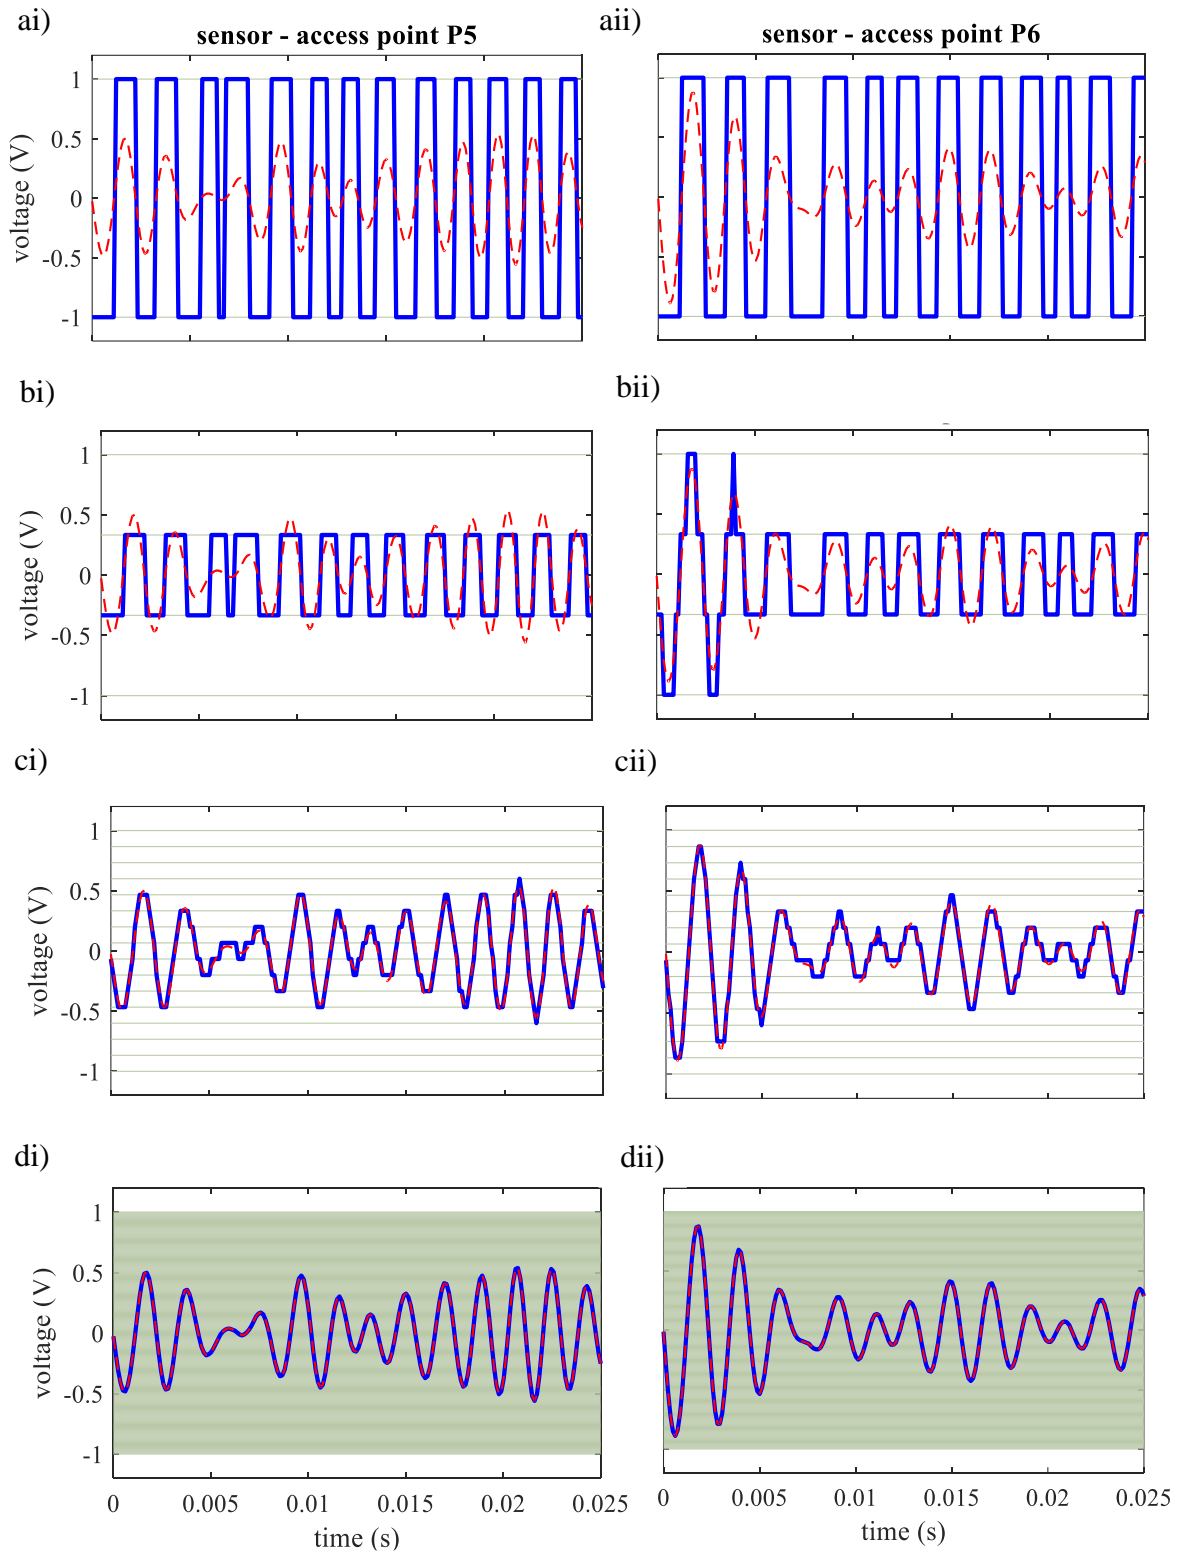 ai)
aii)
sensor - access point P5
sensor - access point P6
1
0.5
0
-0.5
-1
voltage (V)
bi)
bii)
1
0.5
0
-0.5
-1
voltage (V)
ci)
cii)
1
0.5
0
-0.5
-1
voltage (V)
di)
dii)
1
0.5
0
-0.5
-1
voltage (V)
0 0.005 0.01 0.015 0.02 0.025
0 0.005 0.01 0.015 0.02 0.025
time (s)
time (s)